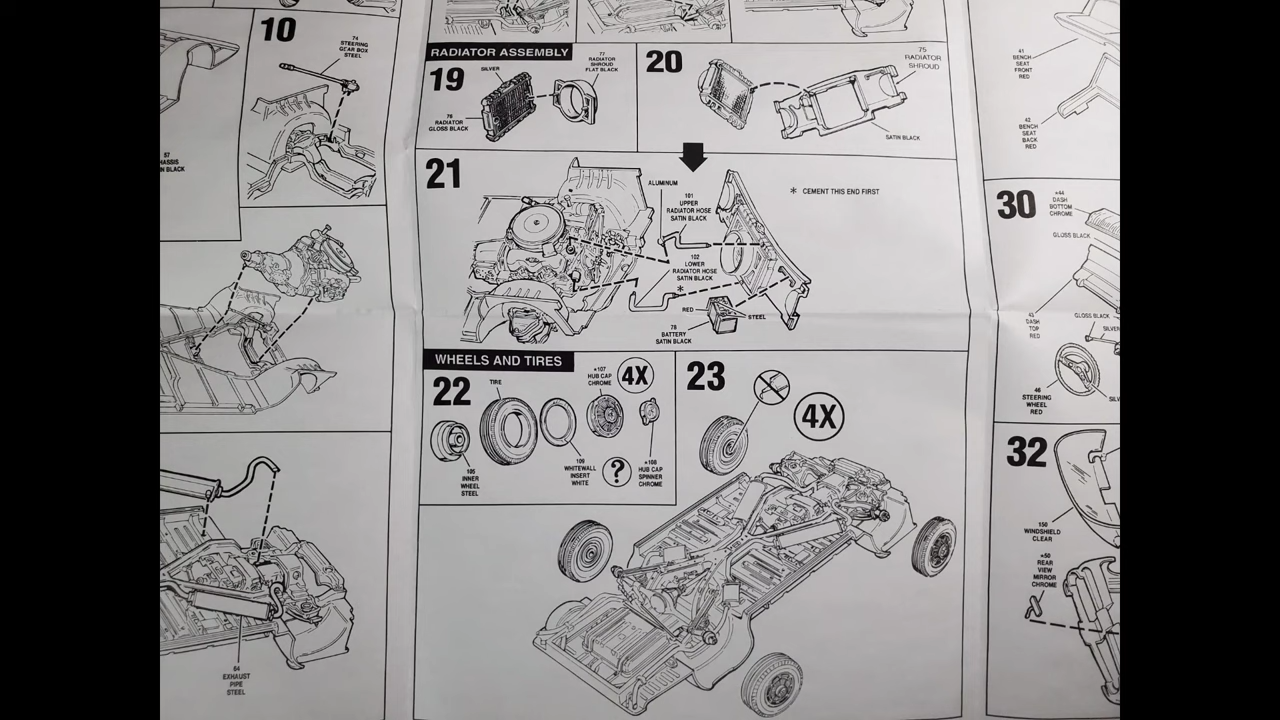 10
74
STEERING
GEAR BOX
STEEL
57
64
EXHAUST
PIPE
STEEL
RADIATOR ASSEMBLY
19
SILVER
77
RADIATOR
SHROUD
FLAT BLACK
76
RADIATOR
GLOSS BLACK
20
75
RADIATOR
SHROUD
SATIN BLACK
21
ALUMINUM
101
UPPER
RADIATOR HOSE
SATIN BLACK
* CEMENT THIS END FIRST
102
LOWER
RADIATOR HOSE
SATIN BLACK
*
RED
STEEL
78
BATTERY
SATIN BLACK
WHEELS AND TIRES
22
TIRE
*107
HUB CAP
CHROME
4X
105
INNER
WHEEL
STEEL
109
WHITEWALL
INSERT
WHITE
?
*108
HUB CAP
SPINNER
CHROME
23
4X
41
BENCH
SEAT
FRONT
RED
42
BENCH
SEAT
BACK
RED
30
*44
DASH
BOTTOM
CHROME
GLOSS BLACK
43
DASH
TOP
RED
GLOSS BLACK
46
STEERING
WHEEL
RED
32
150
WINDSHIELD
CLEAR
*50
REAR
VIEW
MIRROR
CHROME